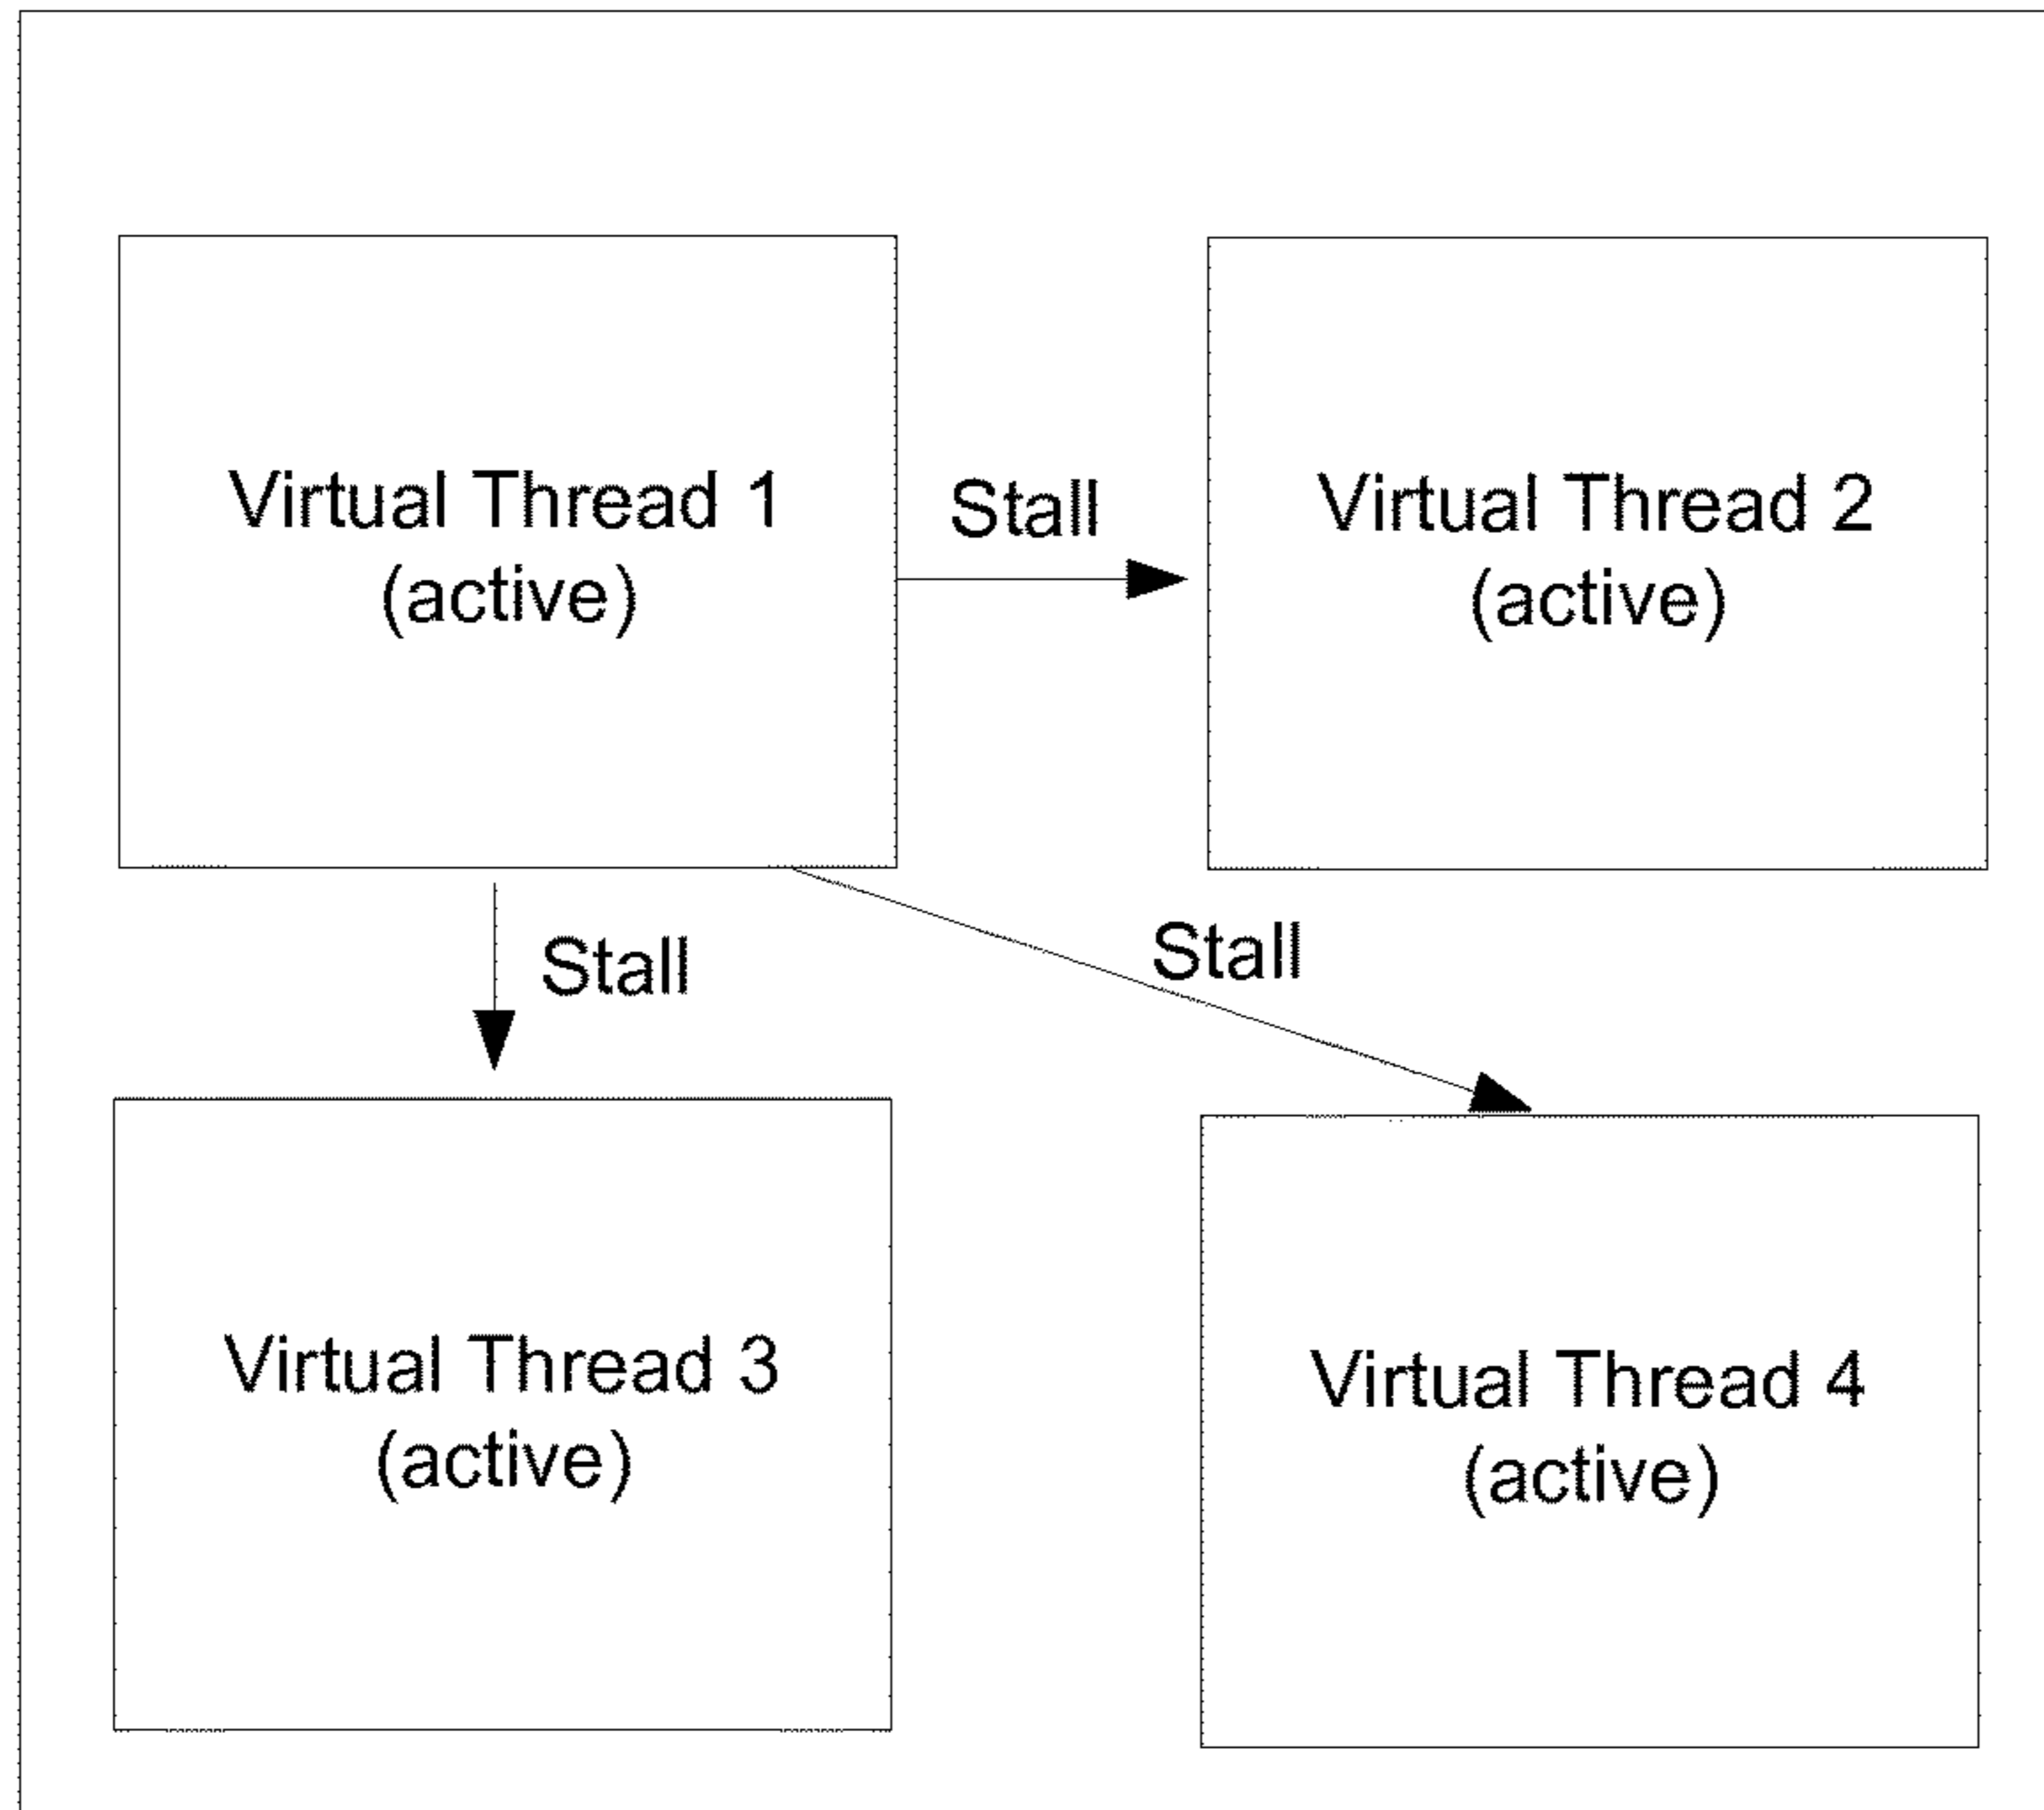 Virtual Thread 1
(active)
Stall
Virtual Thread 2
(active)
Stall
Stall
Virtual Thread 3
(active)
Virtual Thread 4
(active)